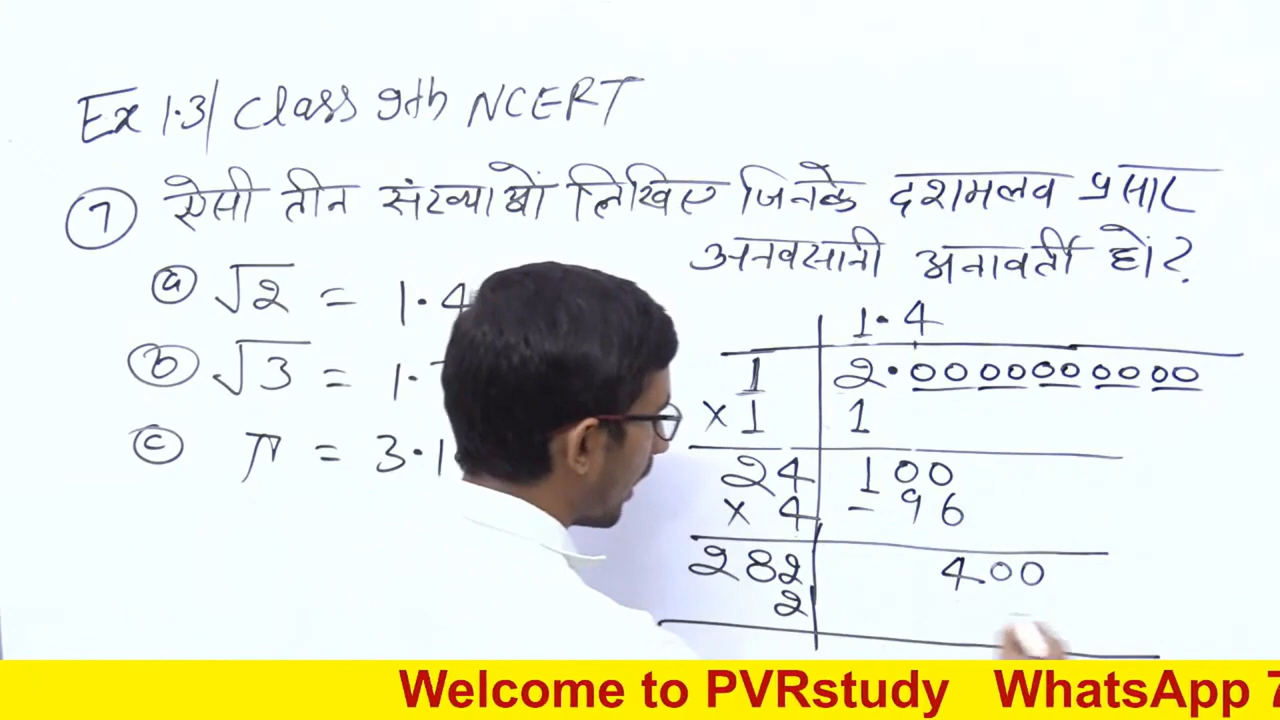 Ex 1.3| Class 9th NCERT
7 ऐसी तीन संख्याओं लिखिए जिनके दशमलव प्रसार
अनवसानी अनावर्ती हों?
a √2 = 1.4
b √3 = 1.
c π = 3.1
1.4
1 2.0000000000
×1 1
24 100
× 4 -96
282 400
2
Welcome to PVRstudy WhatsApp 7